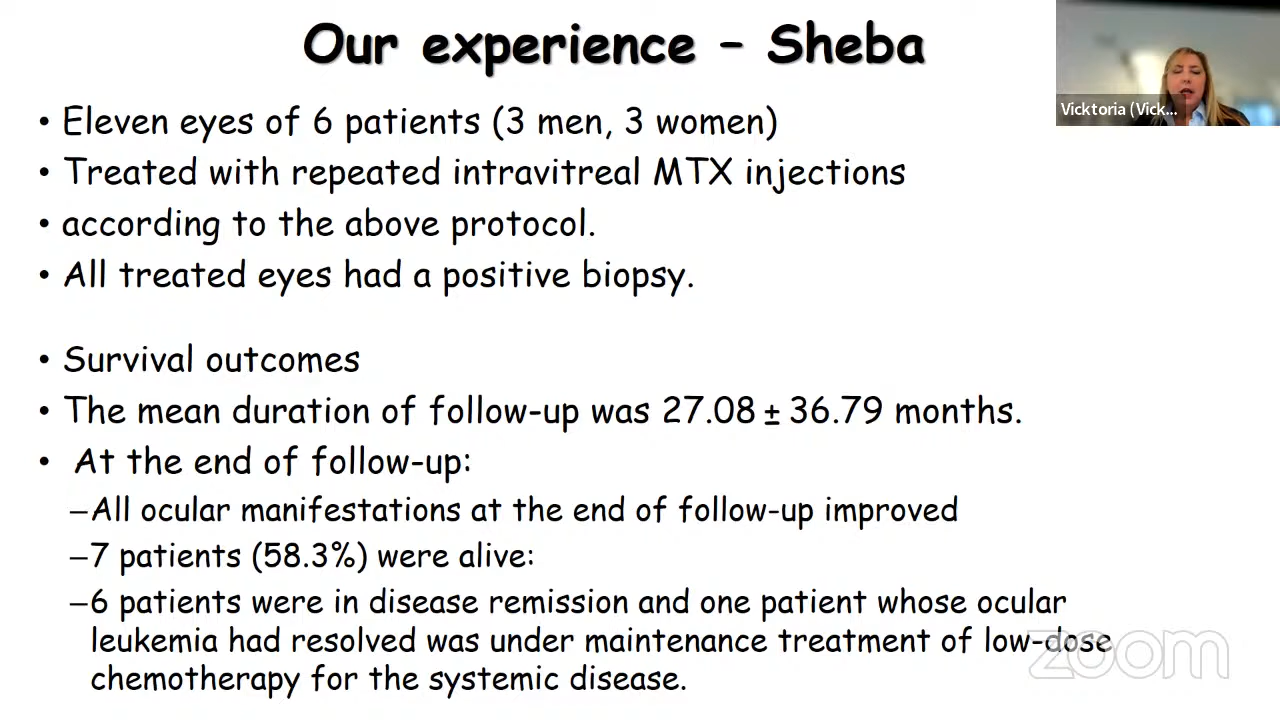 Our experience – Sheba
Vicktoria (Vick...
• Eleven eyes of 6 patients (3 men, 3 women)
• Treated with repeated intravitreal MTX injections
• according to the above protocol.
• All treated eyes had a positive biopsy.
• Survival outcomes
• The mean duration of follow-up was 27.08 ± 36.79 months.
• At the end of follow-up:
–All ocular manifestations at the end of follow-up improved
–7 patients (58.3%) were alive:
–6 patients were in disease remission and one patient whose ocular
leukemia had resolved was under maintenance treatment of low-dose
chemotherapy for the systemic disease.
zoom